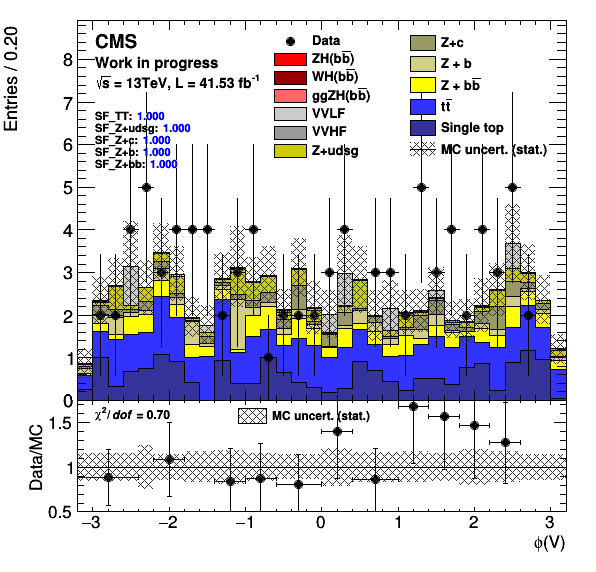 CMS
Work in progress
√s = 13TeV, L = 41.53 fb⁻¹
SF_TT: 1.000
SF_Z+udsg: 1.000
SF_Z+c: 1.000
SF_Z+b: 1.000
SF_Z+bb: 1.000
Data
ZH(bb̅)
WH(bb̅)
ggZH(bb̅)
VVLF
VVHF
Z+udsg
Z+c
Z + b
Z + bb̅
tt̅
Single top
MC uncert. (stat.)
Entries / 0.20
8
7
6
5
4
3
2
1
0
χ²/dof = 0.70
MC uncert. (stat.)
Data/MC
1.5
1
0.5
−3 −2 −1 0 1 2 3
ϕ(V)